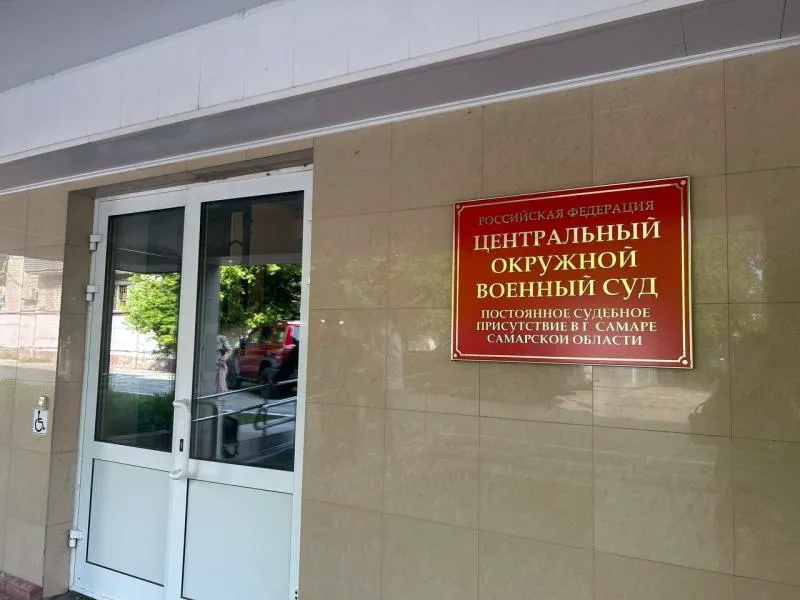 РОССИЙСКАЯ ФЕДЕРАЦИЯ
ЦЕНТРАЛЬНЫЙ
ОКРУЖНОЙ
ВОЕННЫЙ СУД
ПОСТОЯННОЕ СУДЕБНОЕ
ПРИСУТСТВИЕ В Г. САМАРЕ
САМАРСКОЙ ОБЛАСТИ